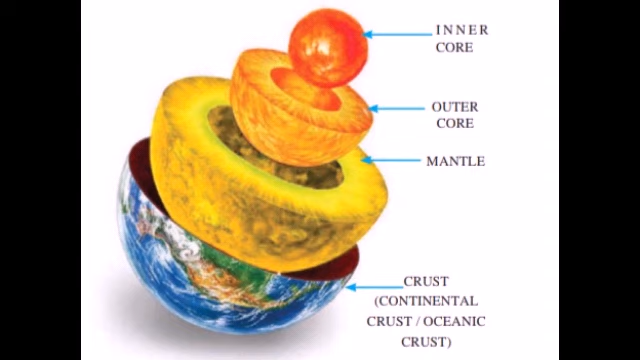 INNER
CORE
OUTER
CORE
MANTLE
CRUST
(CONTINENTAL
CRUST / OCEANIC
CRUST)